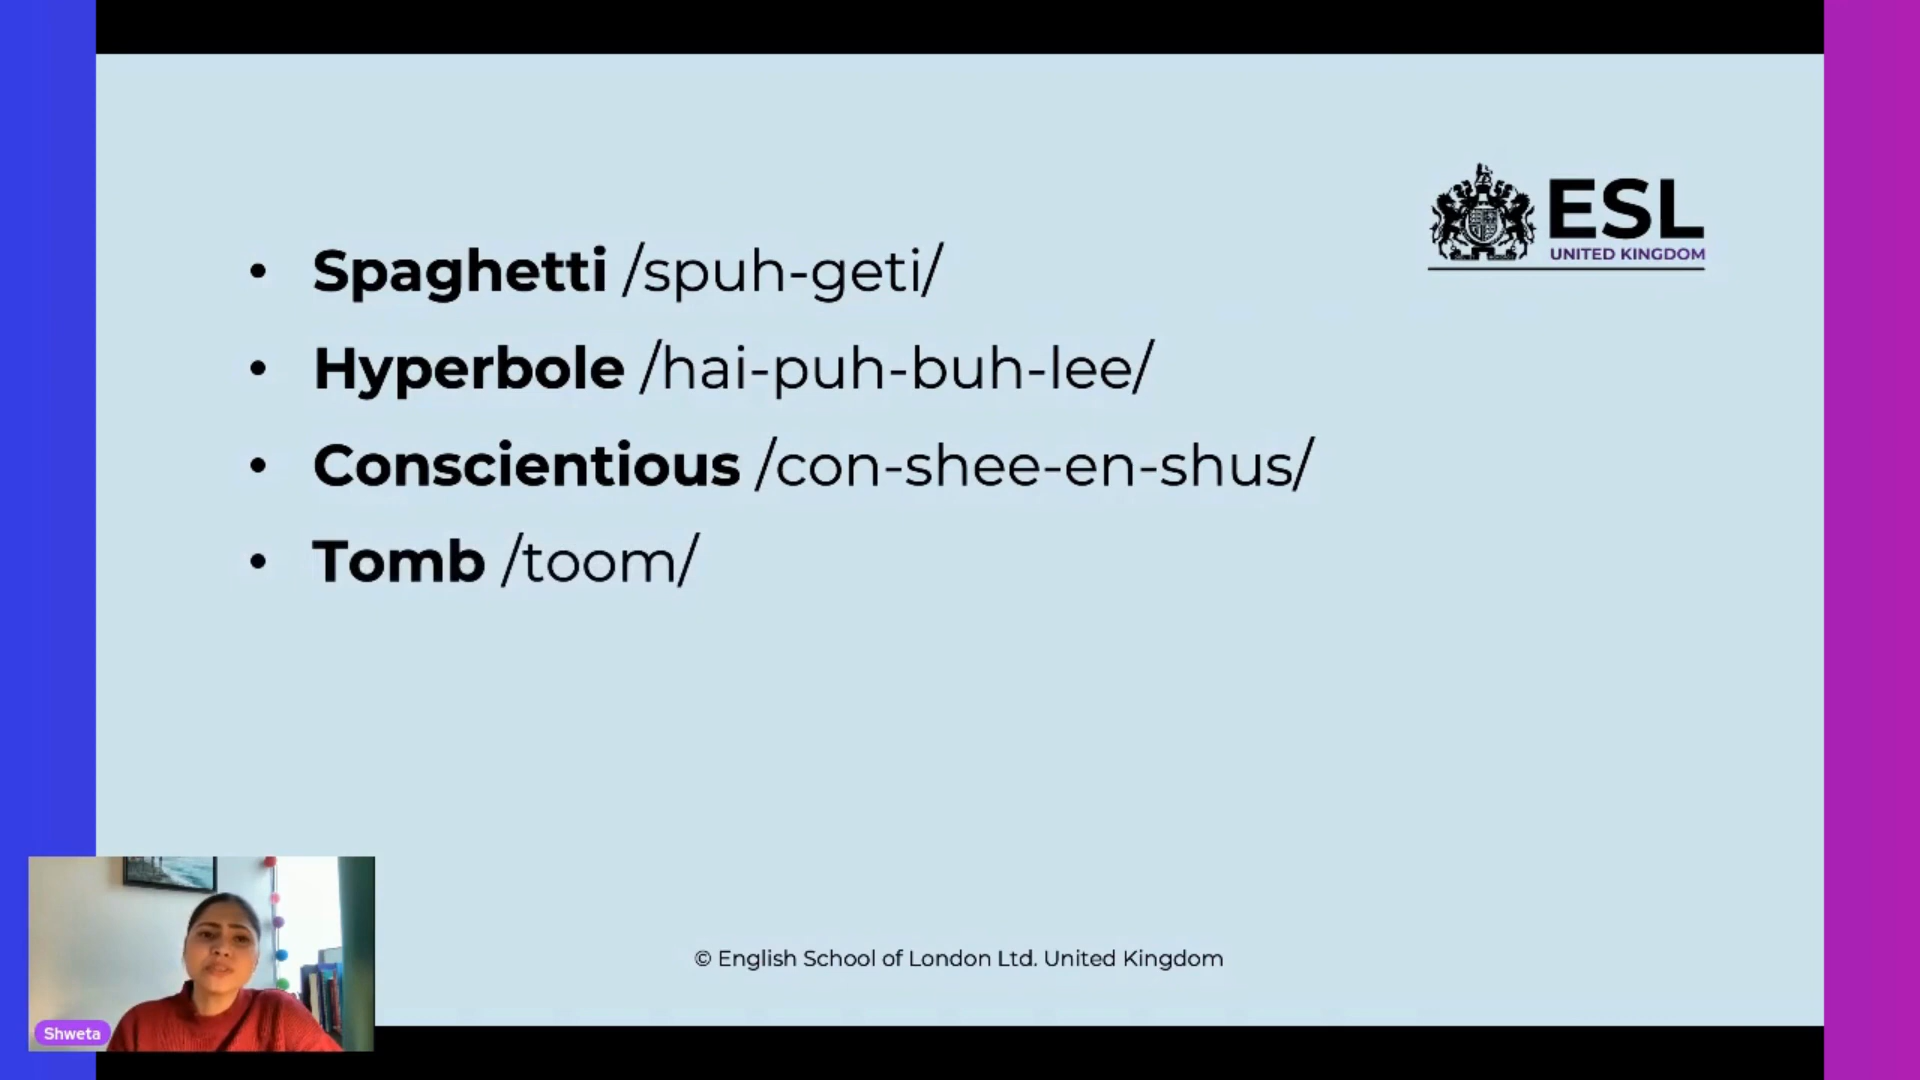 ESL
UNITED KINGDOM
• Spaghetti /spuh-geti/
• Hyperbole /hai-puh-buh-lee/
• Conscientious /con-shee-en-shus/
• Tomb /toom/
© English School of London Ltd. United Kingdom
Shweta